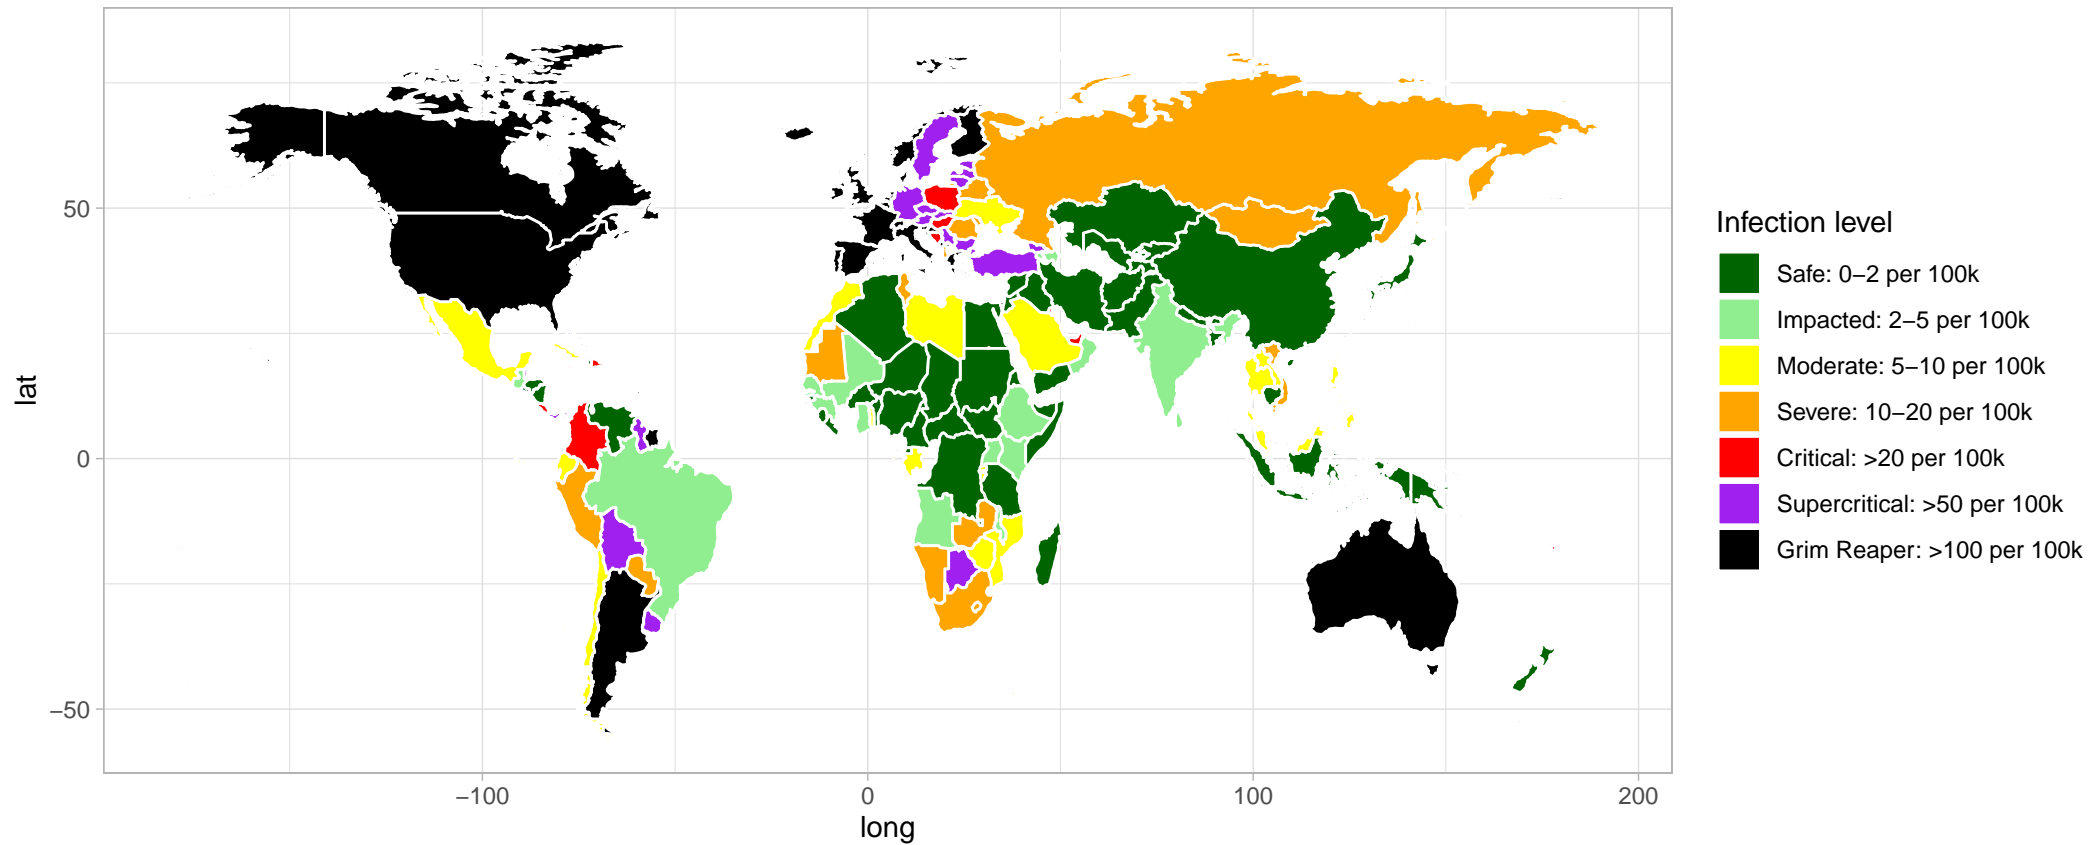 50
0
−50
lat
−100
0
100
200
long
Infection level
Safe: 0−2 per 100k
Impacted: 2−5 per 100k
Moderate: 5−10 per 100k
Severe: 10−20 per 100k
Critical: >20 per 100k
Supercritical: >50 per 100k
Grim Reaper: >100 per 100k